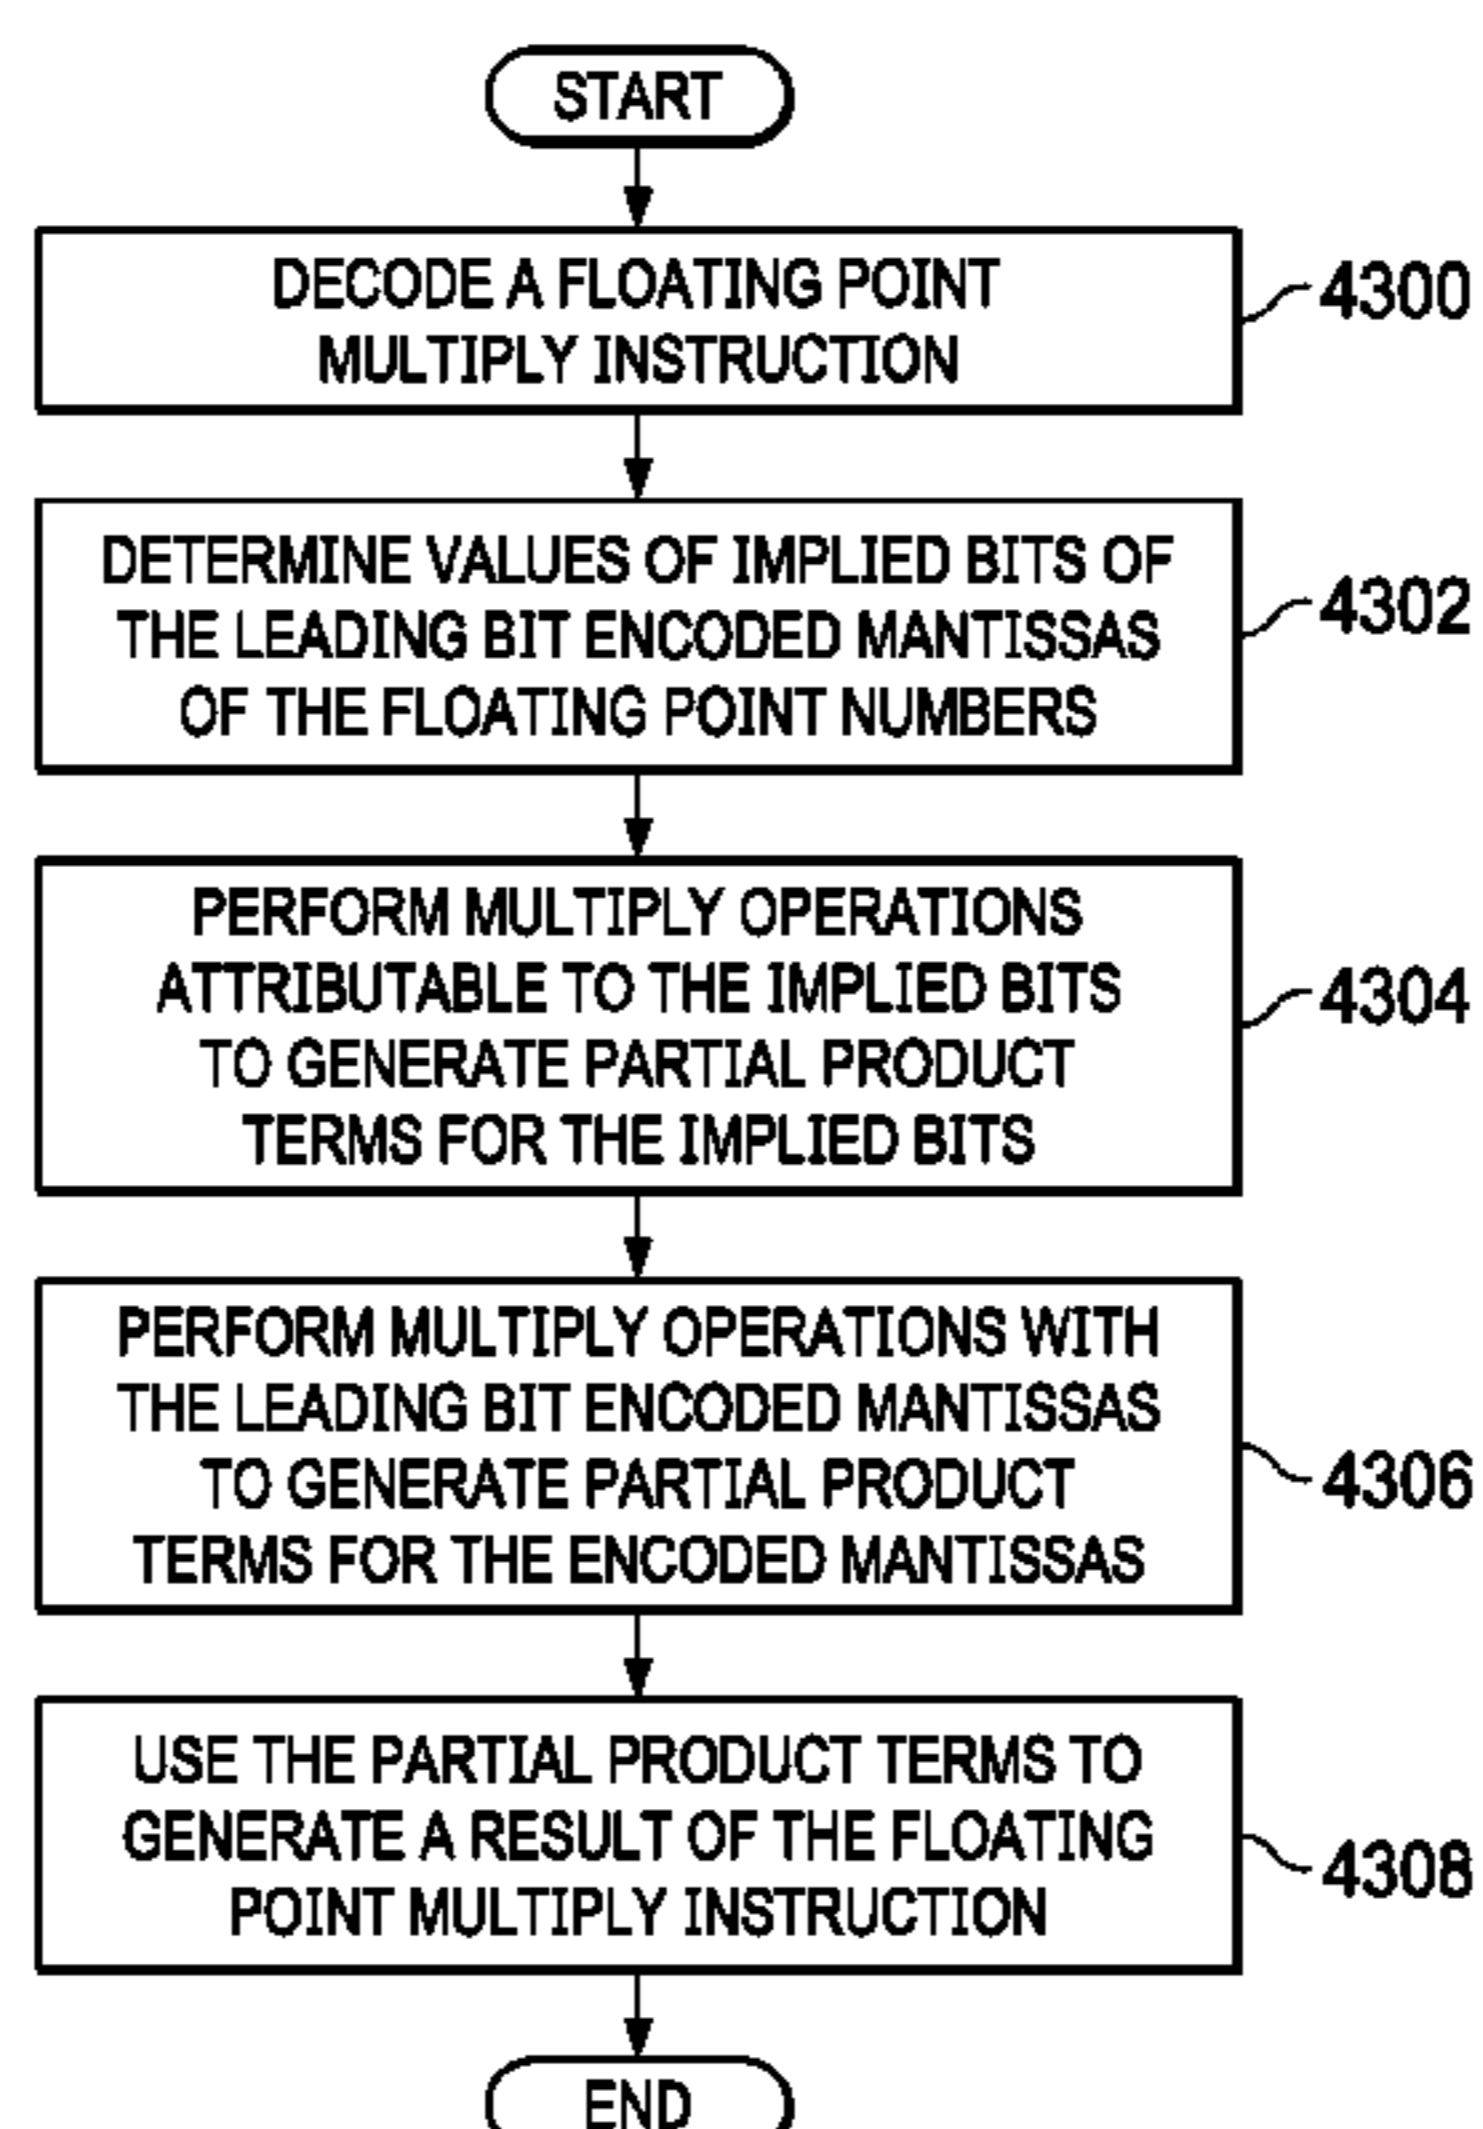 START
DECODE A FLOATING POINT
MULTIPLY INSTRUCTION
4300
DETERMINE VALUES OF IMPLIED BITS OF
THE LEADING BIT ENCODED MANTISSAS
OF THE FLOATING POINT NUMBERS
4302
PERFORM MULTIPLY OPERATIONS
ATTRIBUTABLE TO THE IMPLIED BITS
TO GENERATE PARTIAL PRODUCT
TERMS FOR THE IMPLIED BITS
4304
PERFORM MULTIPLY OPERATIONS WITH
THE LEADING BIT ENCODED MANTISSAS
TO GENERATE PARTIAL PRODUCT
TERMS FOR THE ENCODED MANTISSAS
4306
USE THE PARTIAL PRODUCT TERMS TO
GENERATE A RESULT OF THE FLOATING
POINT MULTIPLY INSTRUCTION
4308
END